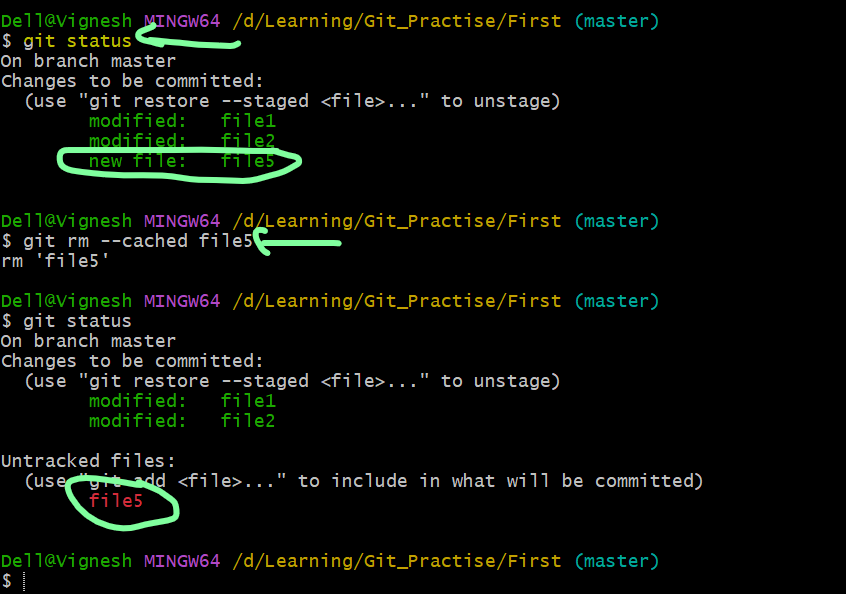 Dell@Vignesh MINGW64 /d/Learning/Git_Practise/First (master)
$ git status
On branch master
Changes to be committed:
  (use "git restore --staged <file>..." to unstage)
        modified:   file1
        modified:   file2
        new file:   file5

Dell@Vignesh MINGW64 /d/Learning/Git_Practise/First (master)
$ git rm --cached file5
rm 'file5'

Dell@Vignesh MINGW64 /d/Learning/Git_Practise/First (master)
$ git status
On branch master
Changes to be committed:
  (use "git restore --staged <file>..." to unstage)
        modified:   file1
        modified:   file2

Untracked files:
  (use "git add <file>..." to include in what will be committed)
        file5

Dell@Vignesh MINGW64 /d/Learning/Git_Practise/First (master)
$